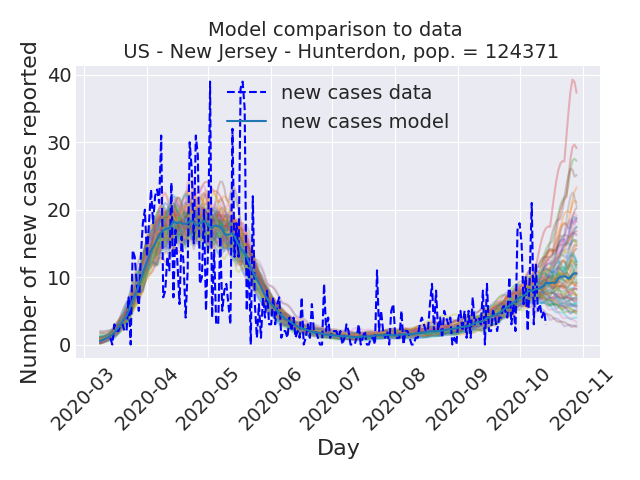 Model comparison to data
US - New Jersey - Hunterdon, pop. = 124371
Number of new cases reported
40
30
20
10
0
new cases data
new cases model
2020-03
2020-04
2020-05
2020-06
2020-07
2020-08
2020-09
2020-10
2020-11
Day